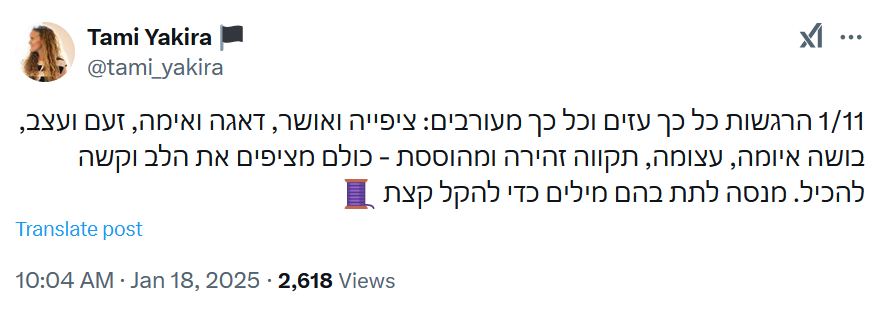 Tami Yakira 🏴
@tami_yakira
1/11 הרגשות כל כך עזים וכל כך מעורבים: ציפייה ואושר, דאגה ואימה, זעם ועצב,
בושה איומה, עצומה, תקווה זהירה ומהוססת - כולם מציפים את הלב וקשה
להכיל. מנסה לתת בהם מילים כדי להקל קצת 🧵
Translate post
10:04 AM · Jan 18, 2025 · 2,618 Views